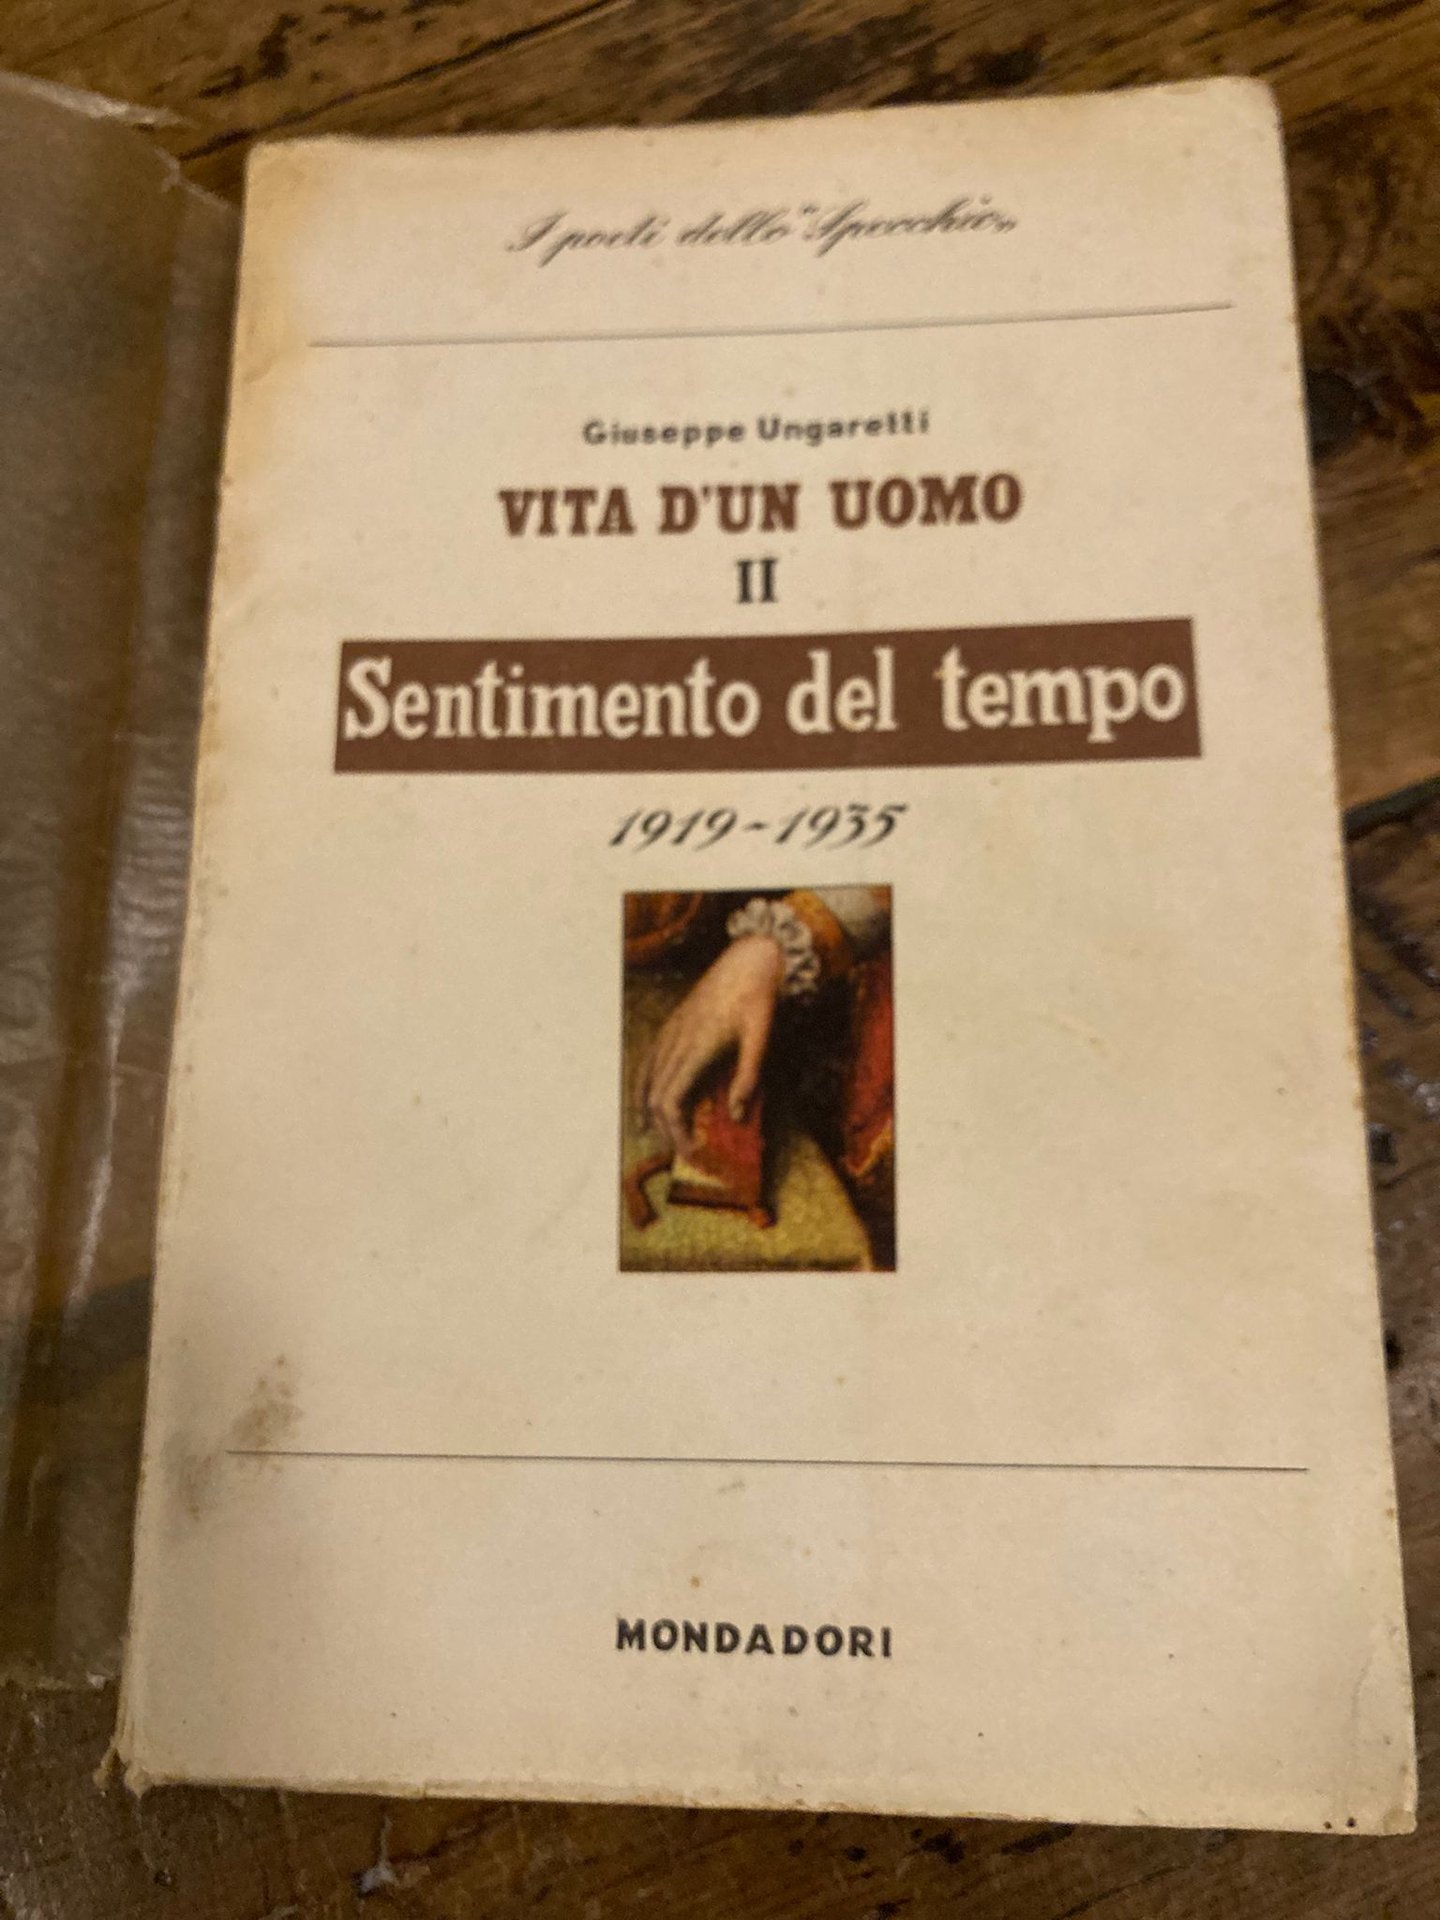 I poeti dello "Specchio„
Giuseppe Ungaretti
VITA D'UN UOMO
II
Sentimento del tempo
1919-1935
MONDADORI